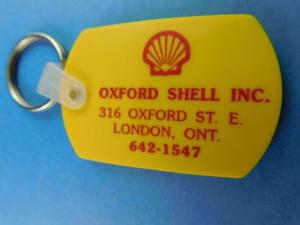 OXFORD SHELL INC.
316 OXFORD ST. E.
LONDON, ONT.
642-1547